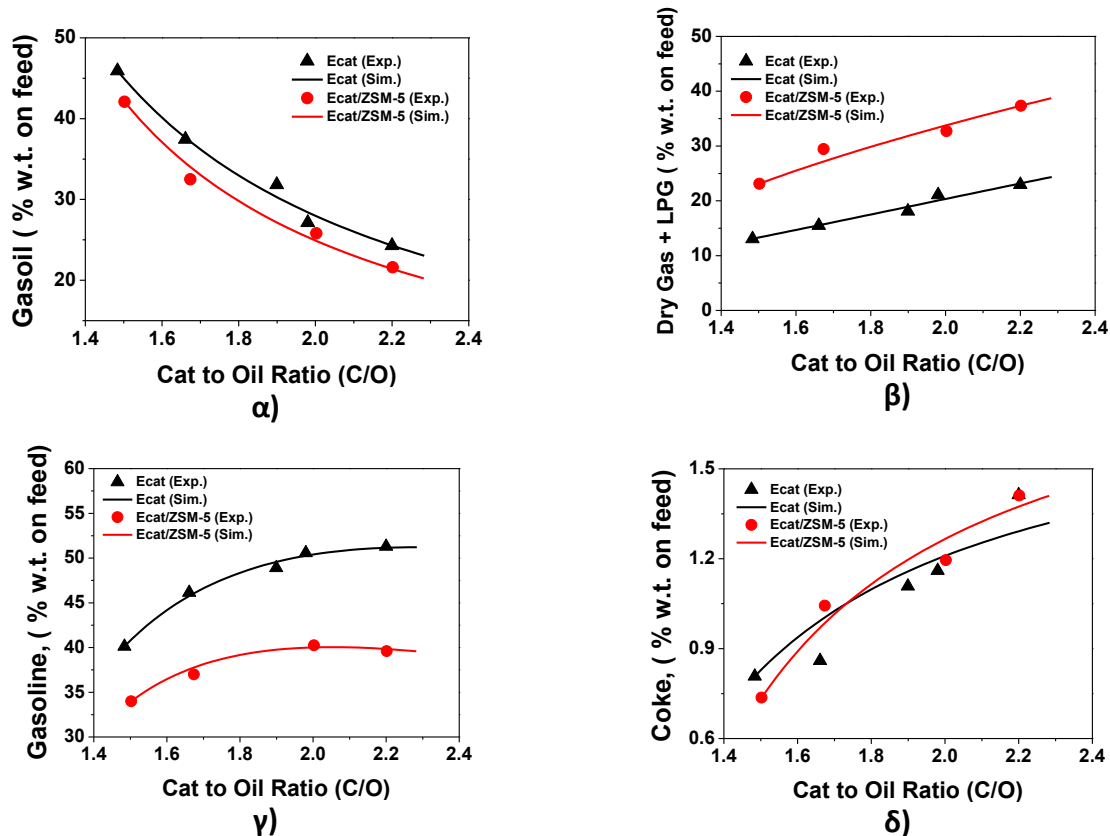 Gasoil ( % w.t. on feed)
50
40
30
20
Ecat (Exp.)
Ecat (Sim.)
Ecat/ZSM-5 (Exp.)
Ecat/ZSM-5 (Sim.)
1.4 1.6 1.8 2.0 2.2 2.4
Cat to Oil Ratio (C/O)
α)
Dry Gas + LPG ( % w.t. on feed)
50
40
30
20
10
0
Ecat (Exp.)
Ecat (Sim.)
Ecat/ZSM-5 (Exp.)
Ecat/ZSM-5 (Sim.)
1.4 1.6 1.8 2.0 2.2 2.4
Cat to Oil Ratio (C/O)
β)
Gasoline, ( % w.t. on feed)
60
55
50
45
40
35
30
Ecat (Exp.)
Ecat (Sim.)
Ecat/ZSM-5 (Exp.)
Ecat/ZSM-5 (Sim.)
1.4 1.6 1.8 2.0 2.2 2.4
Cat to Oil Ratio (C/O)
γ)
Coke, ( % w.t. on feed)
1.5
1.2
0.9
0.6
Ecat (Exp.)
Ecat (Sim.)
Ecat/ZSM-5 (Exp.)
Ecat/ZSM-5 (Sim.)
1.4 1.6 1.8 2.0 2.2 2.4
Cat to Oil Ratio (C/O)
δ)